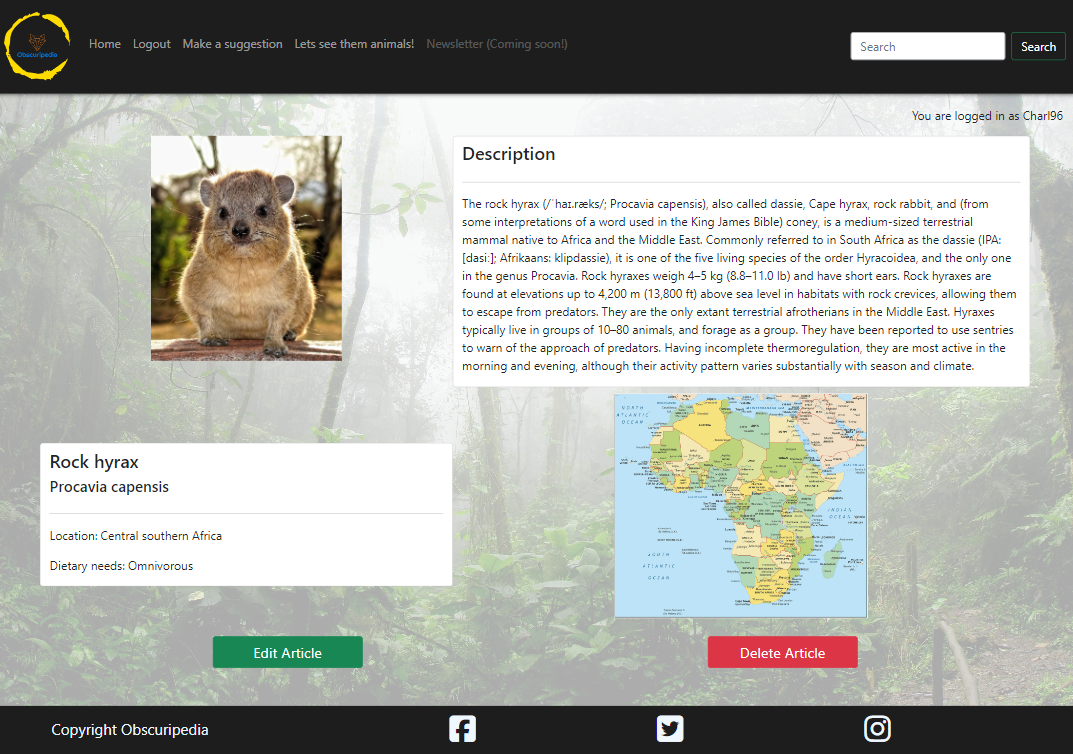 Obscuripedia
Home Logout Make a suggestion Lets see them animals! Newsletter (Coming soon!)
Search Search
You are logged in as Charl96
Description
The rock hyrax (/ˈhaɪ.ræks/; Procavia capensis), also called dassie, Cape hyrax, rock rabbit, and (from
some interpretations of a word used in the King James Bible) coney, is a medium-sized terrestrial
mammal native to Africa and the Middle East. Commonly referred to in South Africa as the dassie (IPA:
[dasiː]; Afrikaans: klipdassie), it is one of the five living species of the order Hyracoidea, and the only one
in the genus Procavia. Rock hyraxes weigh 4–5 kg (8.8–11.0 lb) and have short ears. Rock hyraxes are
found at elevations up to 4,200 m (13,800 ft) above sea level in habitats with rock crevices, allowing them
to escape from predators. They are the only extant terrestrial afrotherians in the Middle East. Hyraxes
typically live in groups of 10–80 animals, and forage as a group. They have been reported to use sentries
to warn of the approach of predators. Having incomplete thermoregulation, they are most active in the
morning and evening, although their activity pattern varies substantially with season and climate.
NORTH
ATLANTIC
OCEAN
INDIAN
OCEAN
SOUTH
ATLANTIC
OCEAN
Rock hyrax
Procavia capensis
Location: Central southern Africa
Dietary needs: Omnivorous
Edit Article
Delete Article
Copyright Obscuripedia